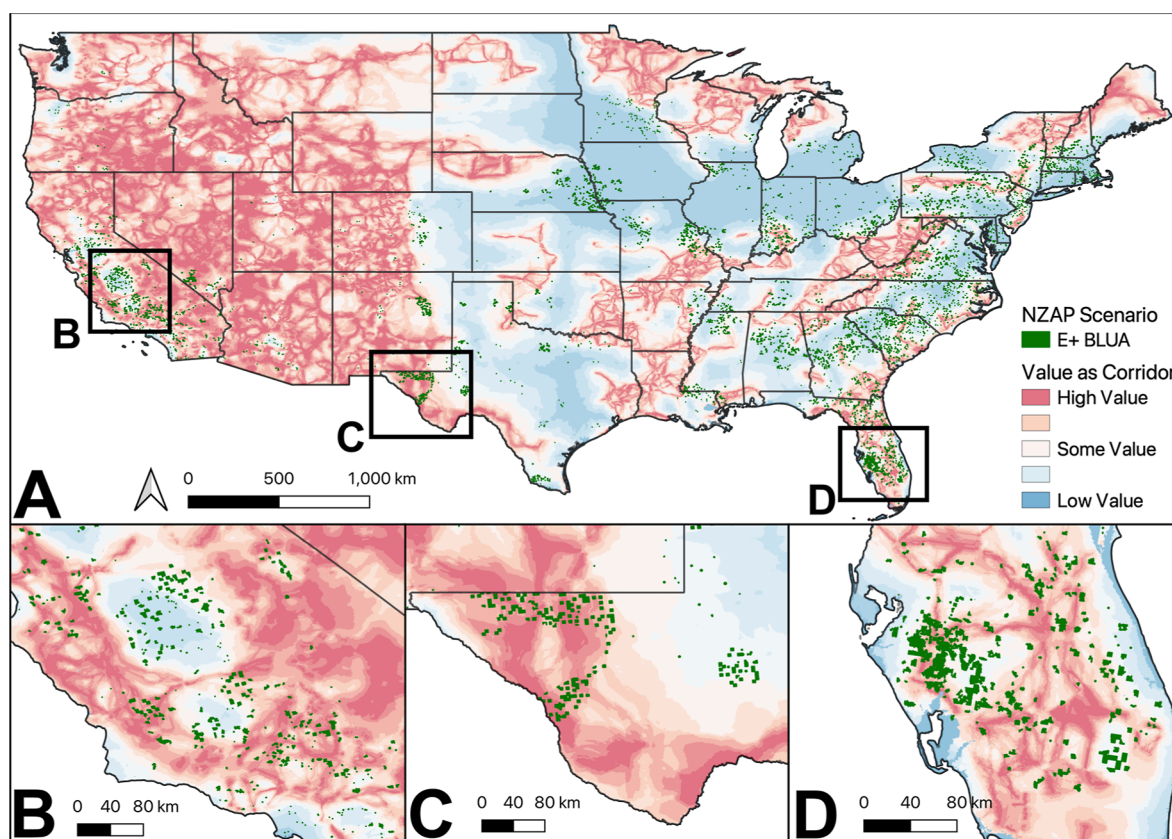 B
C
D
A
0 500 1,000 km
NZAP Scenario
E+ BLUA
Value as Corridor
High Value
Some Value
Low Value
B
0 40 80 km
C
0 40 80 km
D
0 40 80 km